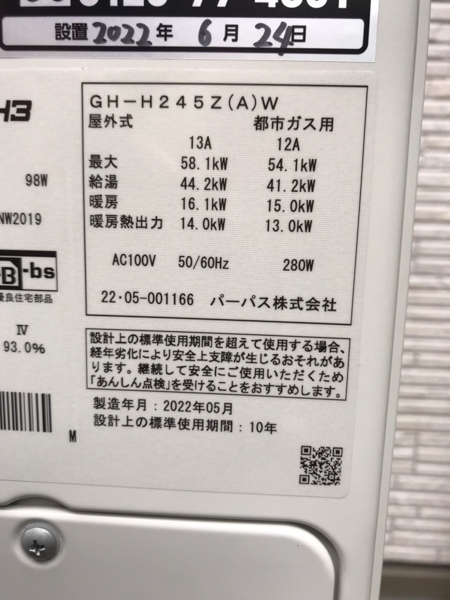 設置2022年 6月 24日
H3
98W
NW2019
B-bs
優良住宅部品
Ⅳ
93.0%
M
GH-H245Z(A)W
屋外式 都市ガス用
13A 12A
最大 58.1kW 54.1kW
給湯 44.2kW 41.2kW
暖房 16.1kW 15.0kW
暖房熱出力 14.0kW 13.0kW
AC100V 50/60Hz 280W
22・05-001166 パーパス株式会社
設計上の標準使用期間を超えて使用する場合、
経年劣化により安全上支障が生じるおそれがあ
ります。継続して安全にご使用いただくため
「あんしん点検」を受けることをおすすめします。
製造年月：2022年05月
設計上の標準使用期間：10年